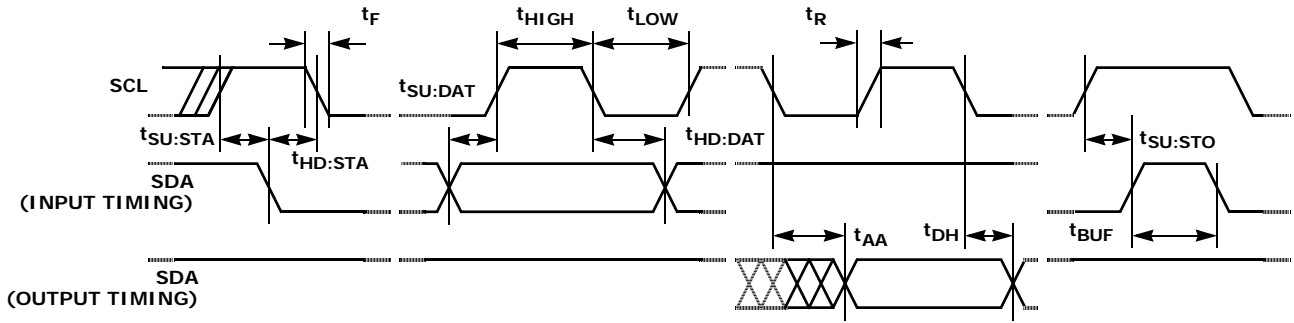 tF
tHIGH
tLOW
tR
SCL
tSU:DAT
tSU:STA
tHD:STA
tHD:DAT
tSU:STO
SDA
(INPUT TIMING)
tAA
tDH
tBUF
SDA
(OUTPUT TIMING)